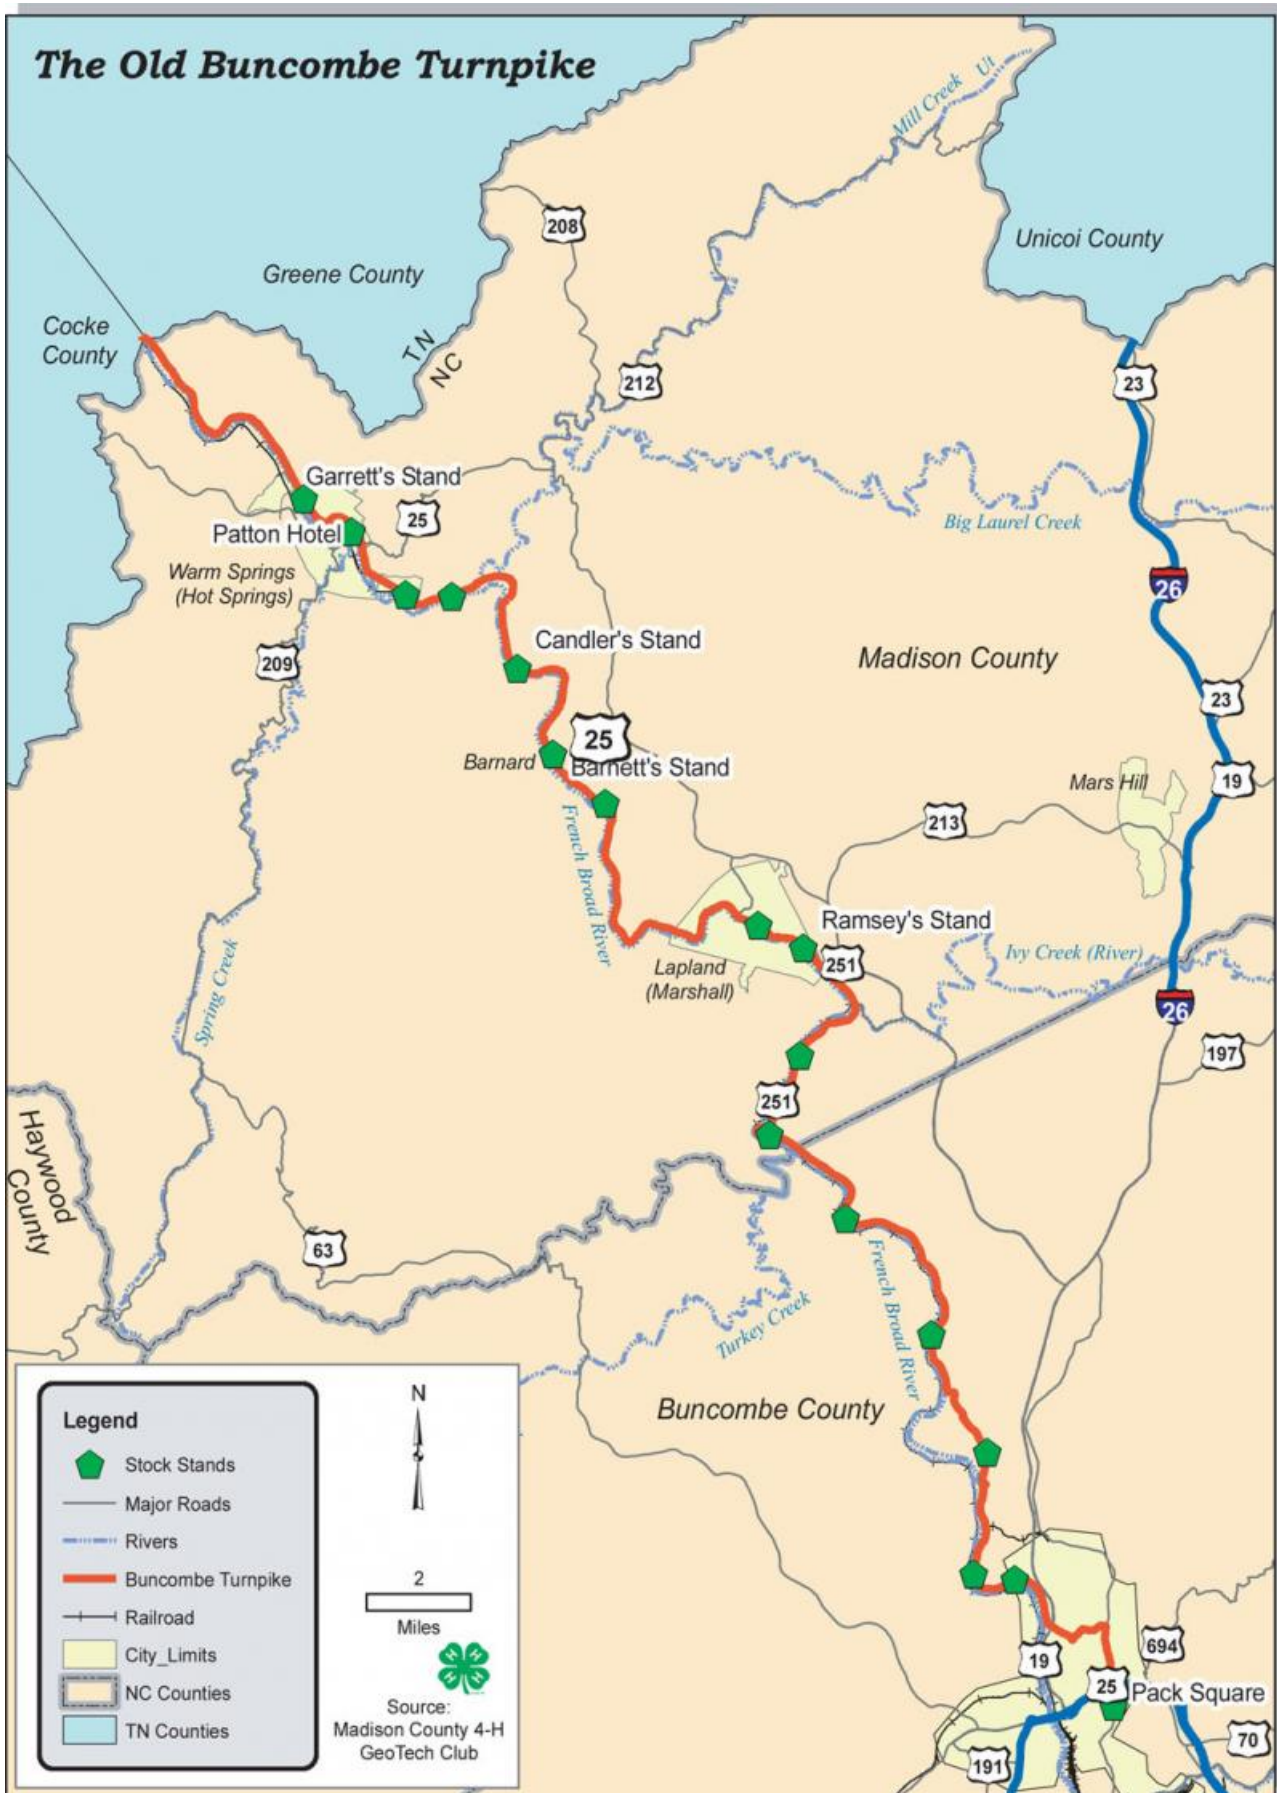 The Old Buncombe Turnpike
Mill Creek Ut
208
Unicoi County
Greene County
Cocke
County
TN
NC
212
23
Garrett's Stand
25
Patton Hotel
Big Laurel Creek
Warm Springs
(Hot Springs)
26
Candler's Stand
209
Madison County
23
25
Barnard
Barnett's Stand
Mars Hill
19
213
French Broad River
Ramsey's Stand
Ivy Creek (River)
251
Lapland
(Marshall)
Spring Creek
26
197
251
Haywood
County
63
French Broad River
Turkey Creek
Buncombe County
694
19
25
Pack Square
70
191
Legend
Stock Stands
Major Roads
Rivers
Buncombe Turnpike
Railroad
City_Limits
NC Counties
TN Counties
N
2
Miles
H H
H H
Source:
Madison County 4-H
GeoTech Club